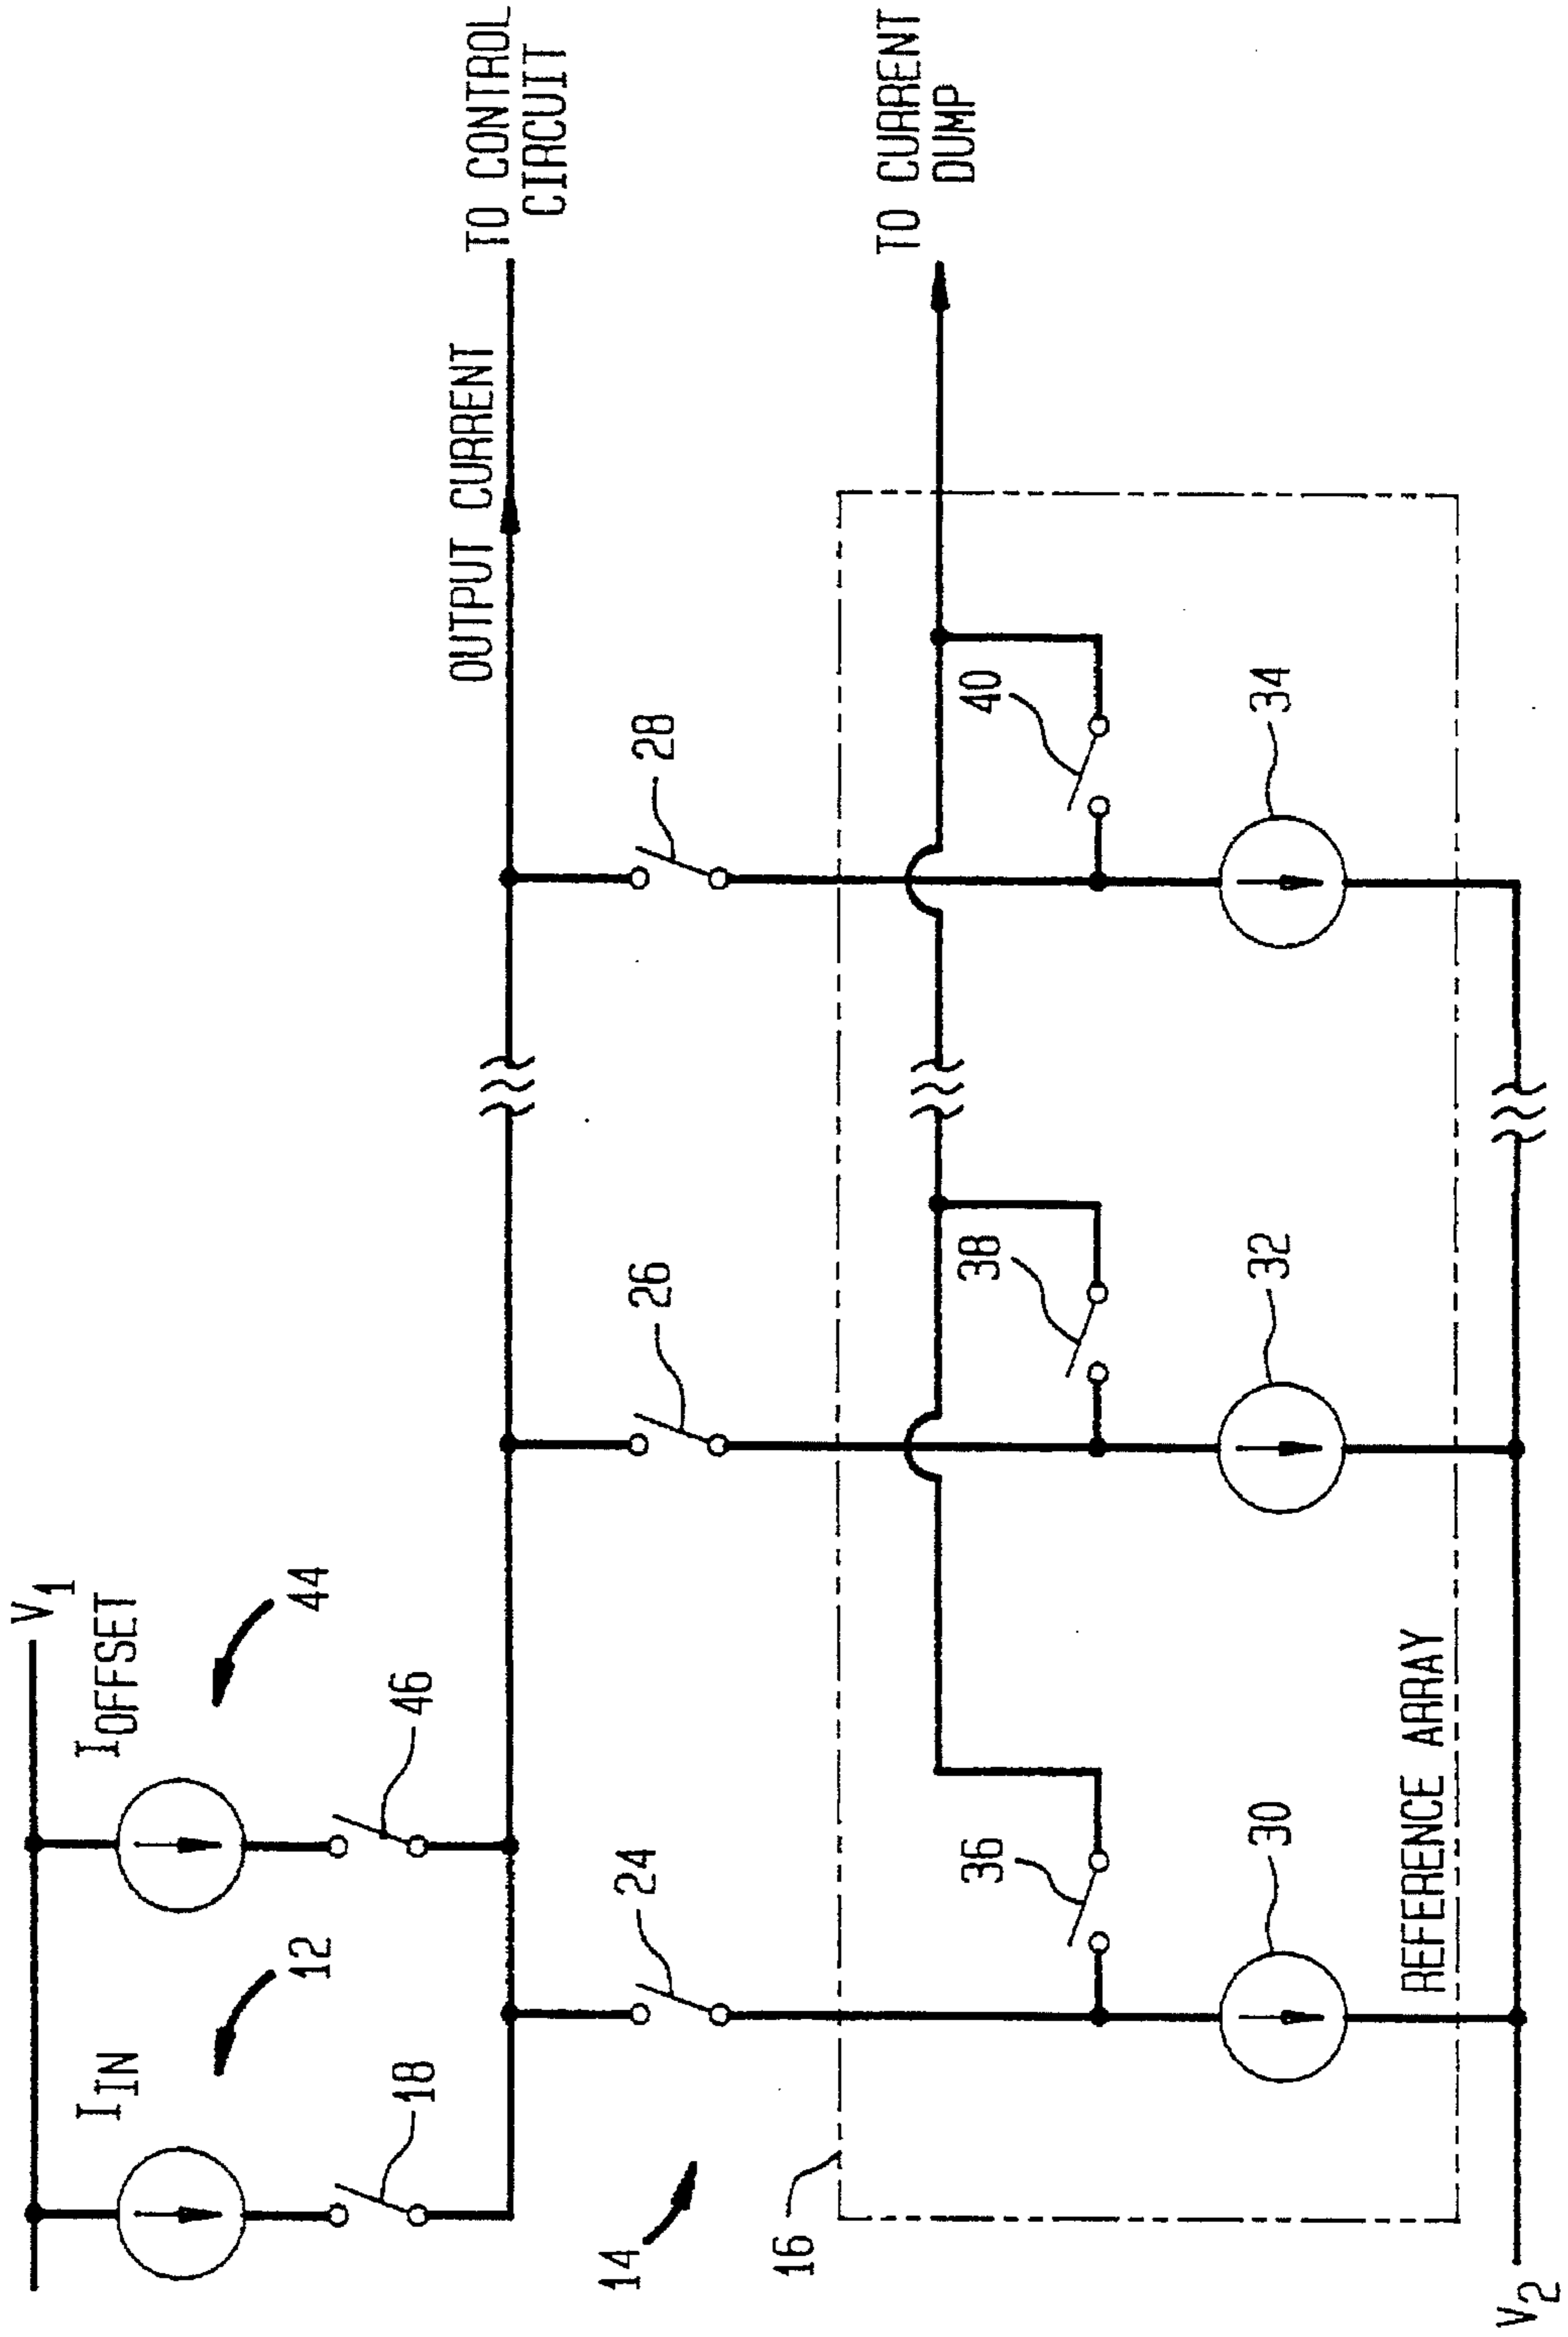 V1
IIN
IOFFSET
12
44
18
46
OUTPUT CURRENT
TO CONTROL
CIRCUIT
14
24
26
28
16
36
38
40
TO CURRENT
DUMP
30
32
34
REFERENCE ARRAY
V2